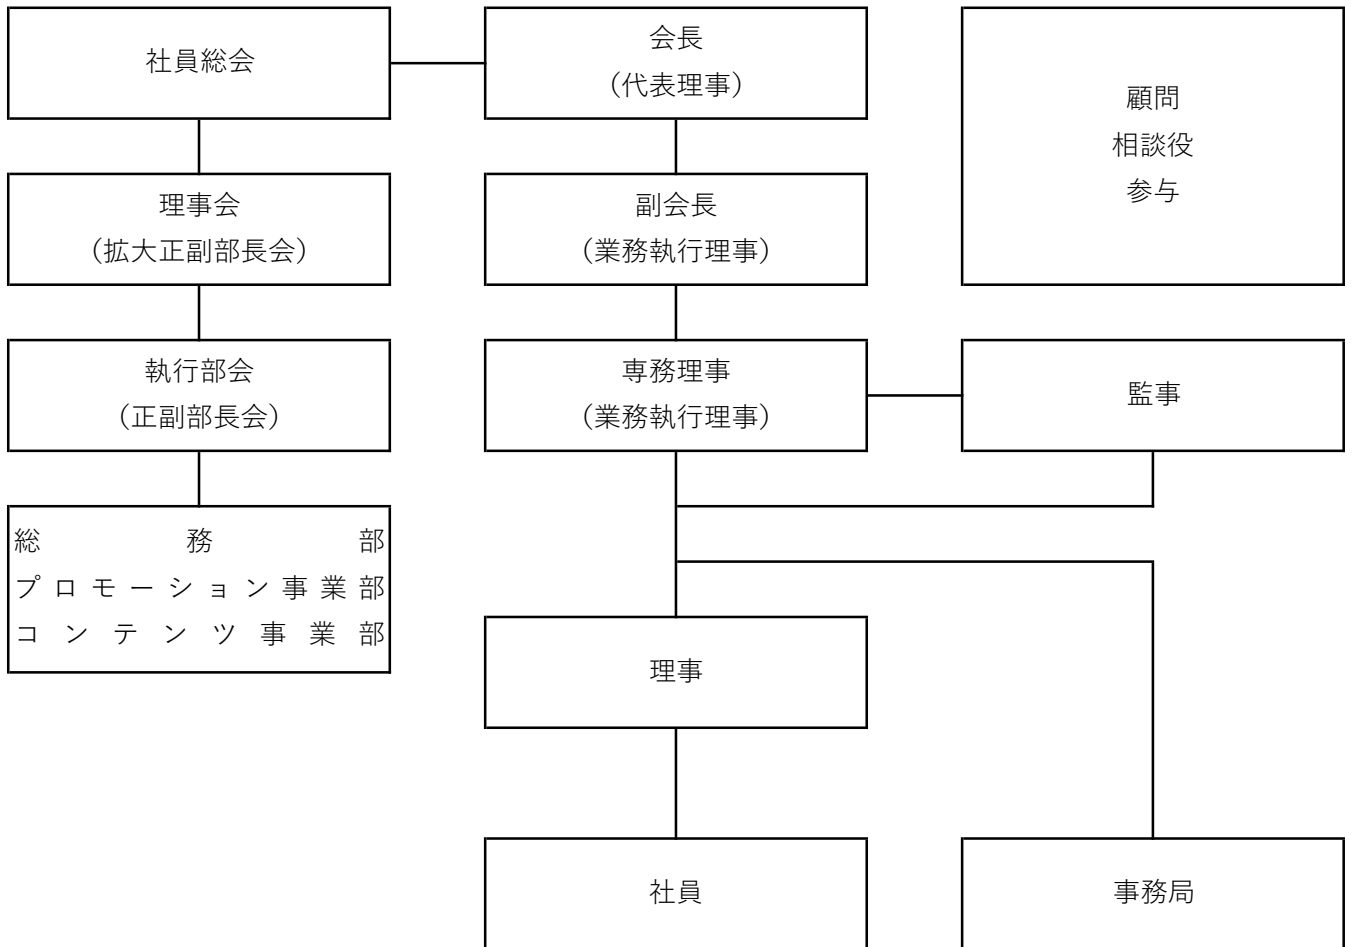 社員総会
会長
（代表理事）
顧問
相談役
参与
理事会
（拡大正副部長会）
副会長
（業務執行理事）
執行部会
（正副部長会）
専務理事
（業務執行理事）
監事
総務部
プロモーション事業部
コンテンツ事業部
理事
社員
事務局